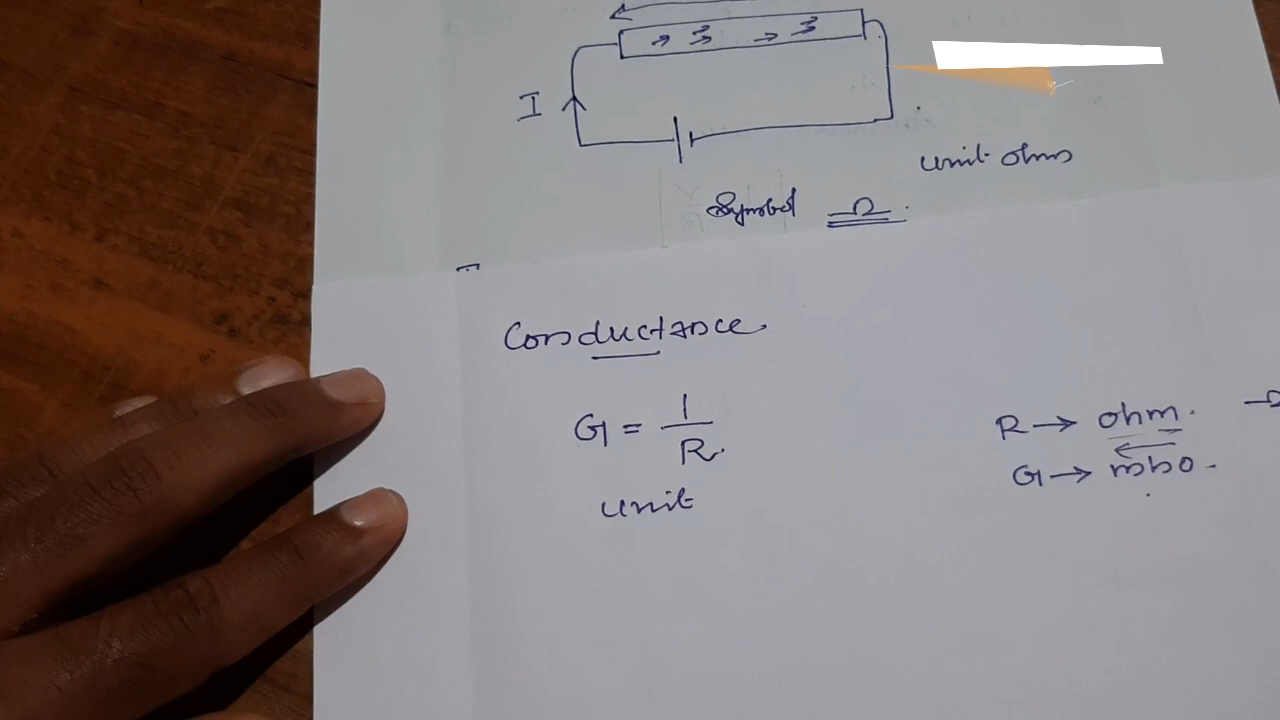 I
unit ohms
Symbol Ω
Conductance
G = 1/R
R → ohm. Ω
G → mho.
unit